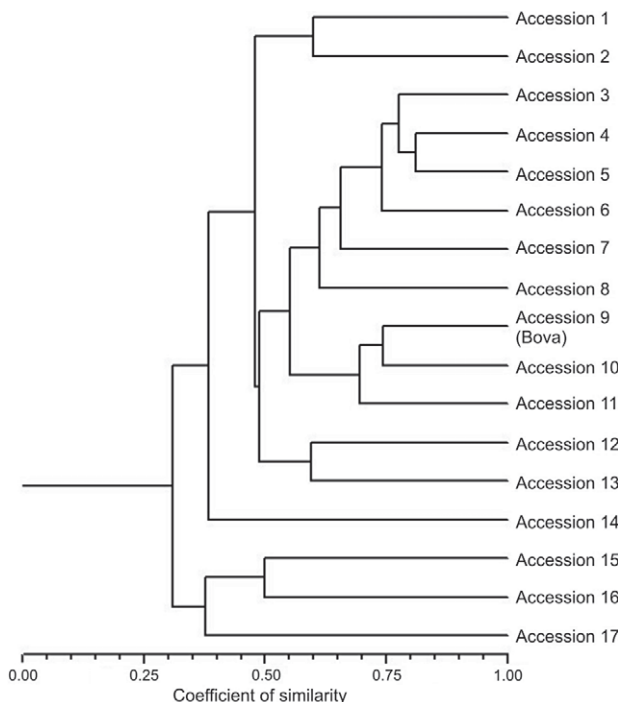 Accession 1
Accession 2
Accession 3
Accession 4
Accession 5
Accession 6
Accession 7
Accession 8
Accession 9
(Bova)
Accession 10
Accession 11
Accession 12
Accession 13
Accession 14
Accession 15
Accession 16
Accession 17
0.00 0.25 0.50 0.75 1.00
Coefficient of similarity